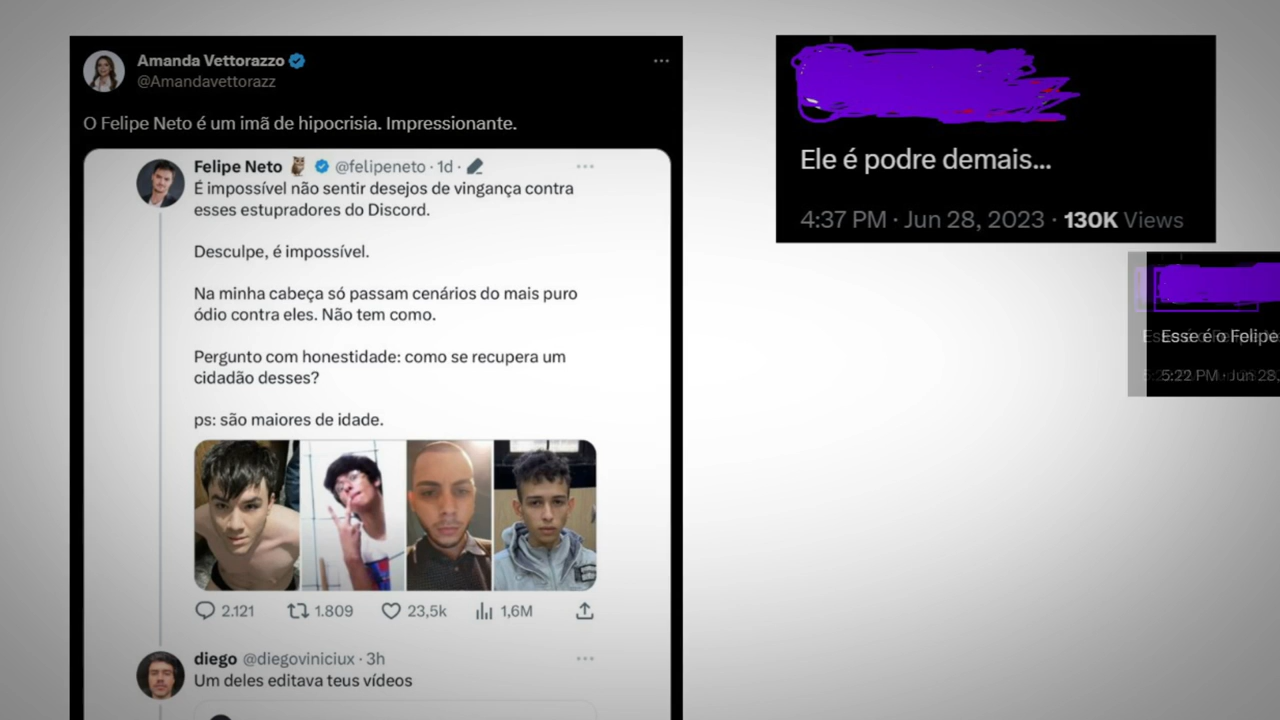 Amanda Vettorazzo
@Amandavettorazz
O Felipe Neto é um imã de hipocrisia. Impressionante.
Felipe Neto @felipeneto · 1d ·
É impossível não sentir desejos de vingança contra
esses estupradores do Discord.
Desculpe, é impossível.
Na minha cabeça só passam cenários do mais puro
ódio contra eles. Não tem como.
Pergunto com honestidade: como se recupera um
cidadão desses?
ps: são maiores de idade.
2.121 1.809 23,5k 1,6M
diego @diegoviniciux · 3h
Um deles editava teus vídeos
Ele é podre demais...
4:37 PM · Jun 28, 2023 · 130K Views
Esse é o Felipe
5:22 PM · Jun 28,